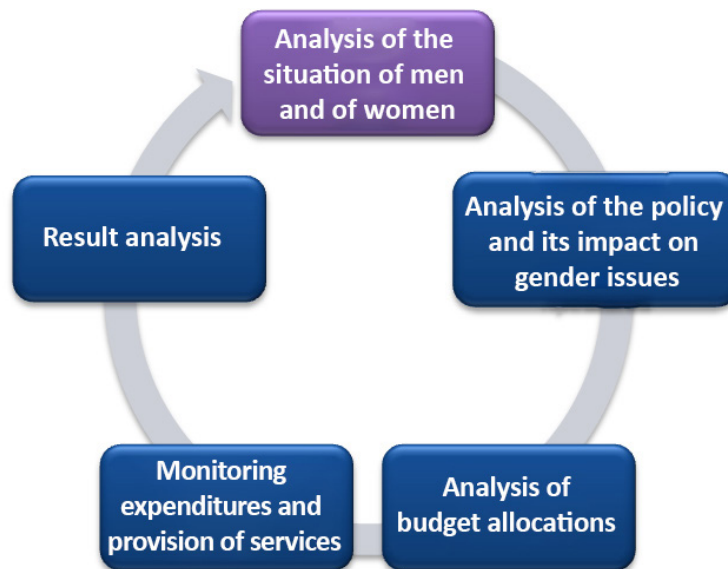 Analysis of the
situation of men
and of women
Analysis of the policy
and its impact on
gender issues
Analysis of
budget allocations
Monitoring
expenditures and
provision of services
Result analysis